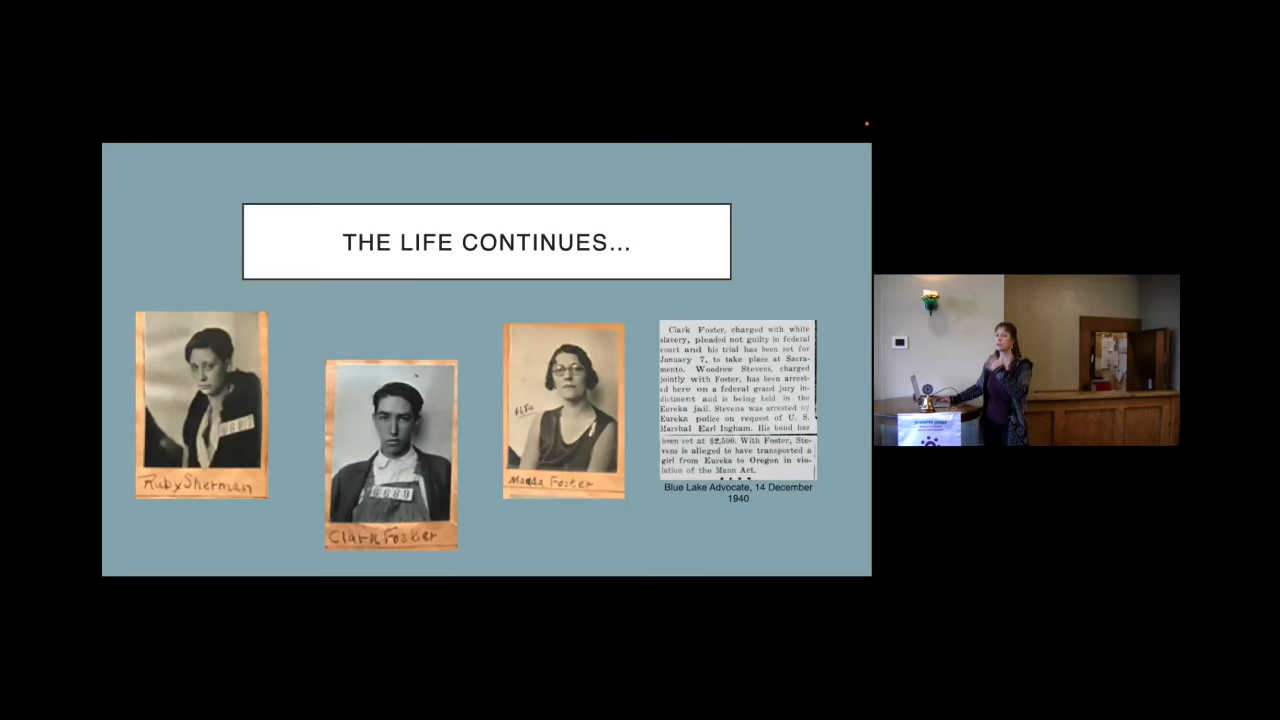 THE LIFE CONTINUES...
Ruby Sherman
Clark Foster
Foster
Clark Foster, charged with white
slavery, pleaded not guilty in federal
court and his trial has been set for
January 7, to take place at Sacra-
mento. Woodrow Stevens, charged
jointly with Foster, has been arrest-
ed here on a federal grand jury in-
dictment and is being held in the
Eureka jail. Stevens was arrested by
Eureka police on request of U. S.
Marshal Earl Ingham. His bond has
been set at $2,500. With Foster, Ste-
vens is alleged to have transported a
girl from Eureka to Oregon in vio-
lation of the Mann Act.
Blue Lake Advocate, 14 December
1940